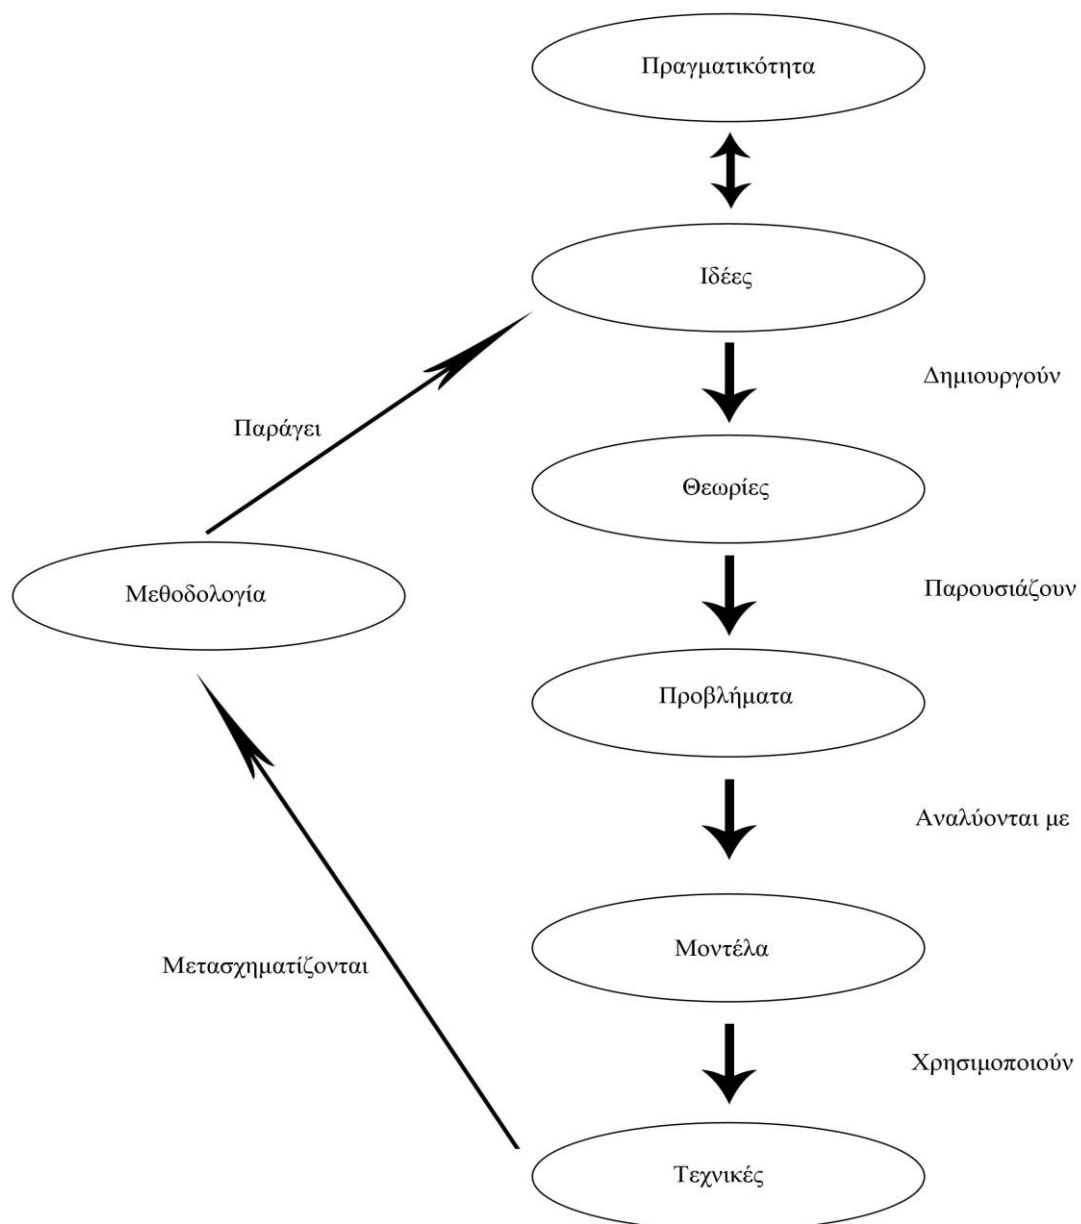 Πραγματικότητα
Ιδέες
Δημιουργούν
Παράγει
Θεωρίες
Μεθοδολογία
Παρουσιάζουν
Προβλήματα
Αναλύονται με
Μοντέλα
Μετασχηματίζονται
Χρησιμοποιούν
Τεχνικές